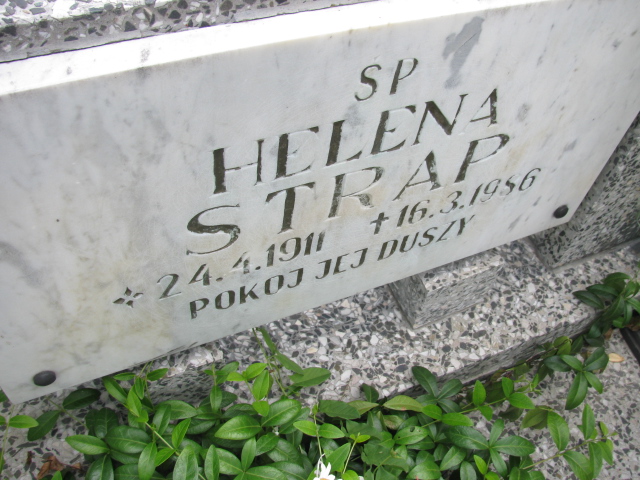 SP
HELENA
STRAP
24.4.1911 +16.3.1986
POKOJ JEJ DUSZY